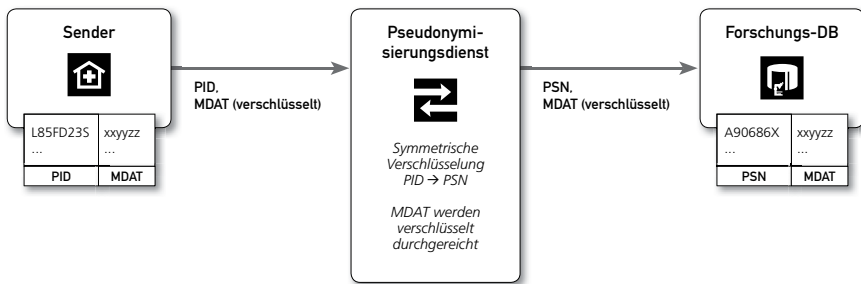 Sender
L85FD23S xxyyzz
... ...
PID MDAT
PID,
MDAT (verschlüsselt)
Pseudonymi-
sierungsdienst
Symmetrische
Verschlüsselung
PID → PSN
MDAT werden
verschlüsselt
durchgereicht
PSN,
MDAT (verschlüsselt)
Forschungs-DB
A90686X xxyyzz
... ...
PSN MDAT